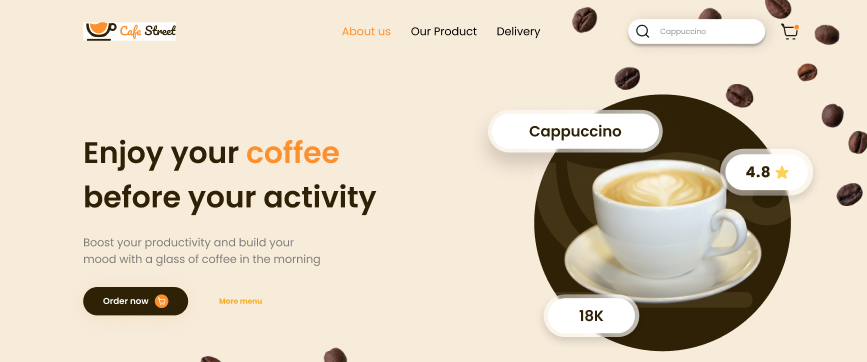 Cafe Street
About us
Our Product
Delivery
Cappuccino
Cappuccino
Enjoy your coffee
before your activity
4.8
Boost your productivity and build your
mood with a glass of coffee in the morning
Order now
More menu
18K